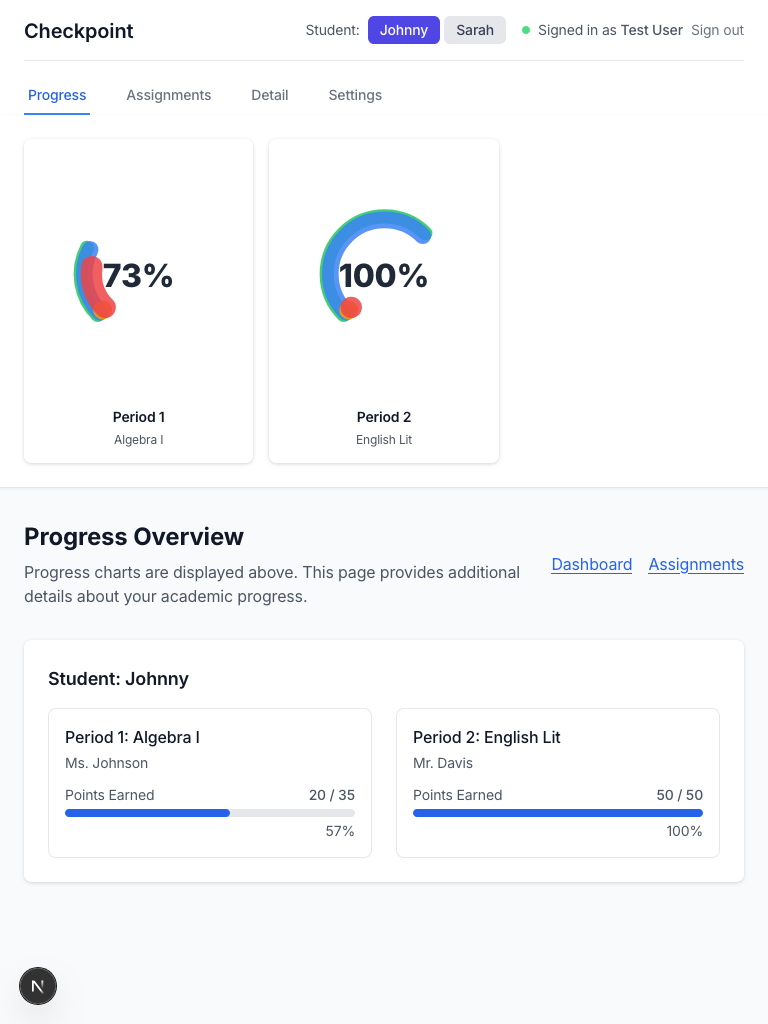 Checkpoint
Student: Johnny Sarah Signed in as Test User Sign out
Progress Assignments Detail Settings
73%
Period 1
Algebra I
100%
Period 2
English Lit
Progress Overview
Progress charts are displayed above. This page provides additional
details about your academic progress.
Dashboard Assignments
Student: Johnny
Period 1: Algebra I
Ms. Johnson
Points Earned 20 / 35
57%
Period 2: English Lit
Mr. Davis
Points Earned 50 / 50
100%
N